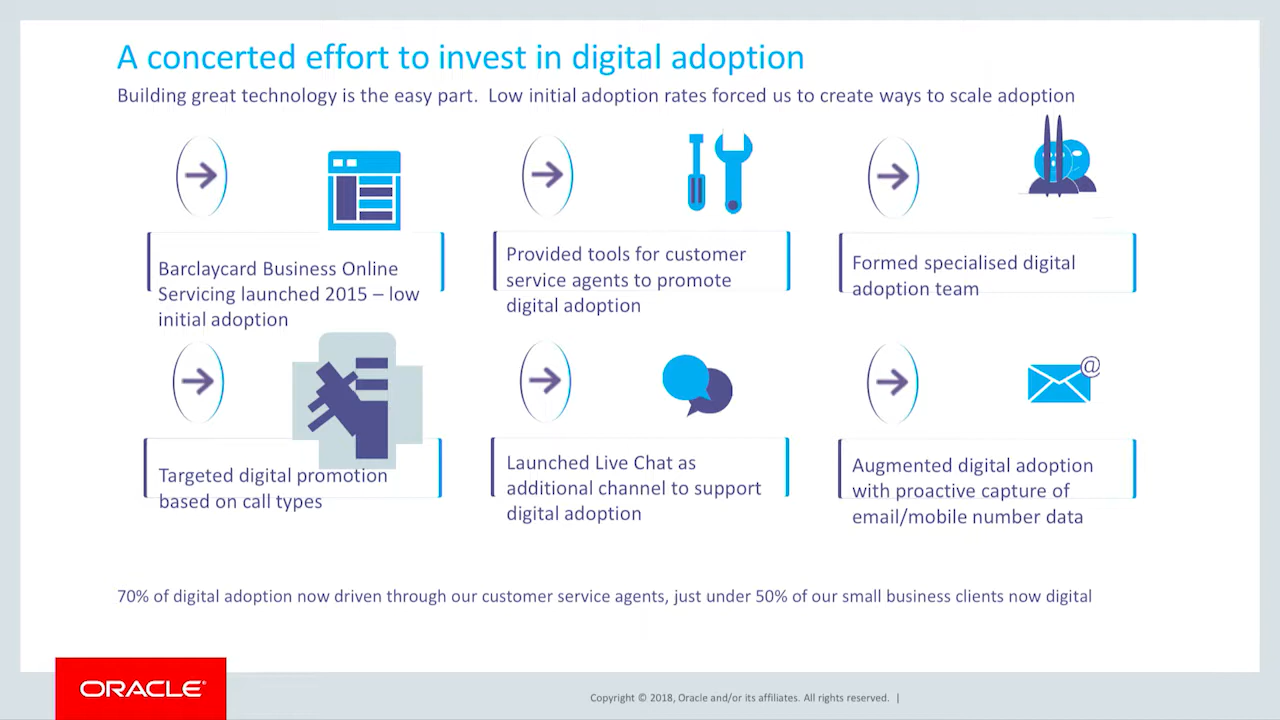 A concerted effort to invest in digital adoption
Building great technology is the easy part.  Low initial adoption rates forced us to create ways to scale adoption
Barclaycard Business Online
Servicing launched 2015 – low
initial adoption
Provided tools for customer
service agents to promote
digital adoption
Formed specialised digital
adoption team
Targeted digital promotion
based on call types
Launched Live Chat as
additional channel to support
digital adoption
@
Augmented digital adoption
with proactive capture of
email/mobile number data
70% of digital adoption now driven through our customer service agents, just under 50% of our small business clients now digital
ORACLE®
Copyright © 2018, Oracle and/or its affiliates. All rights reserved.  |